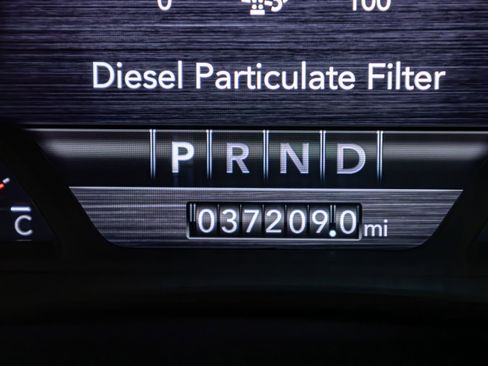 0 100
Diesel Particulate Filter
P R N D
C
037209.0 mi